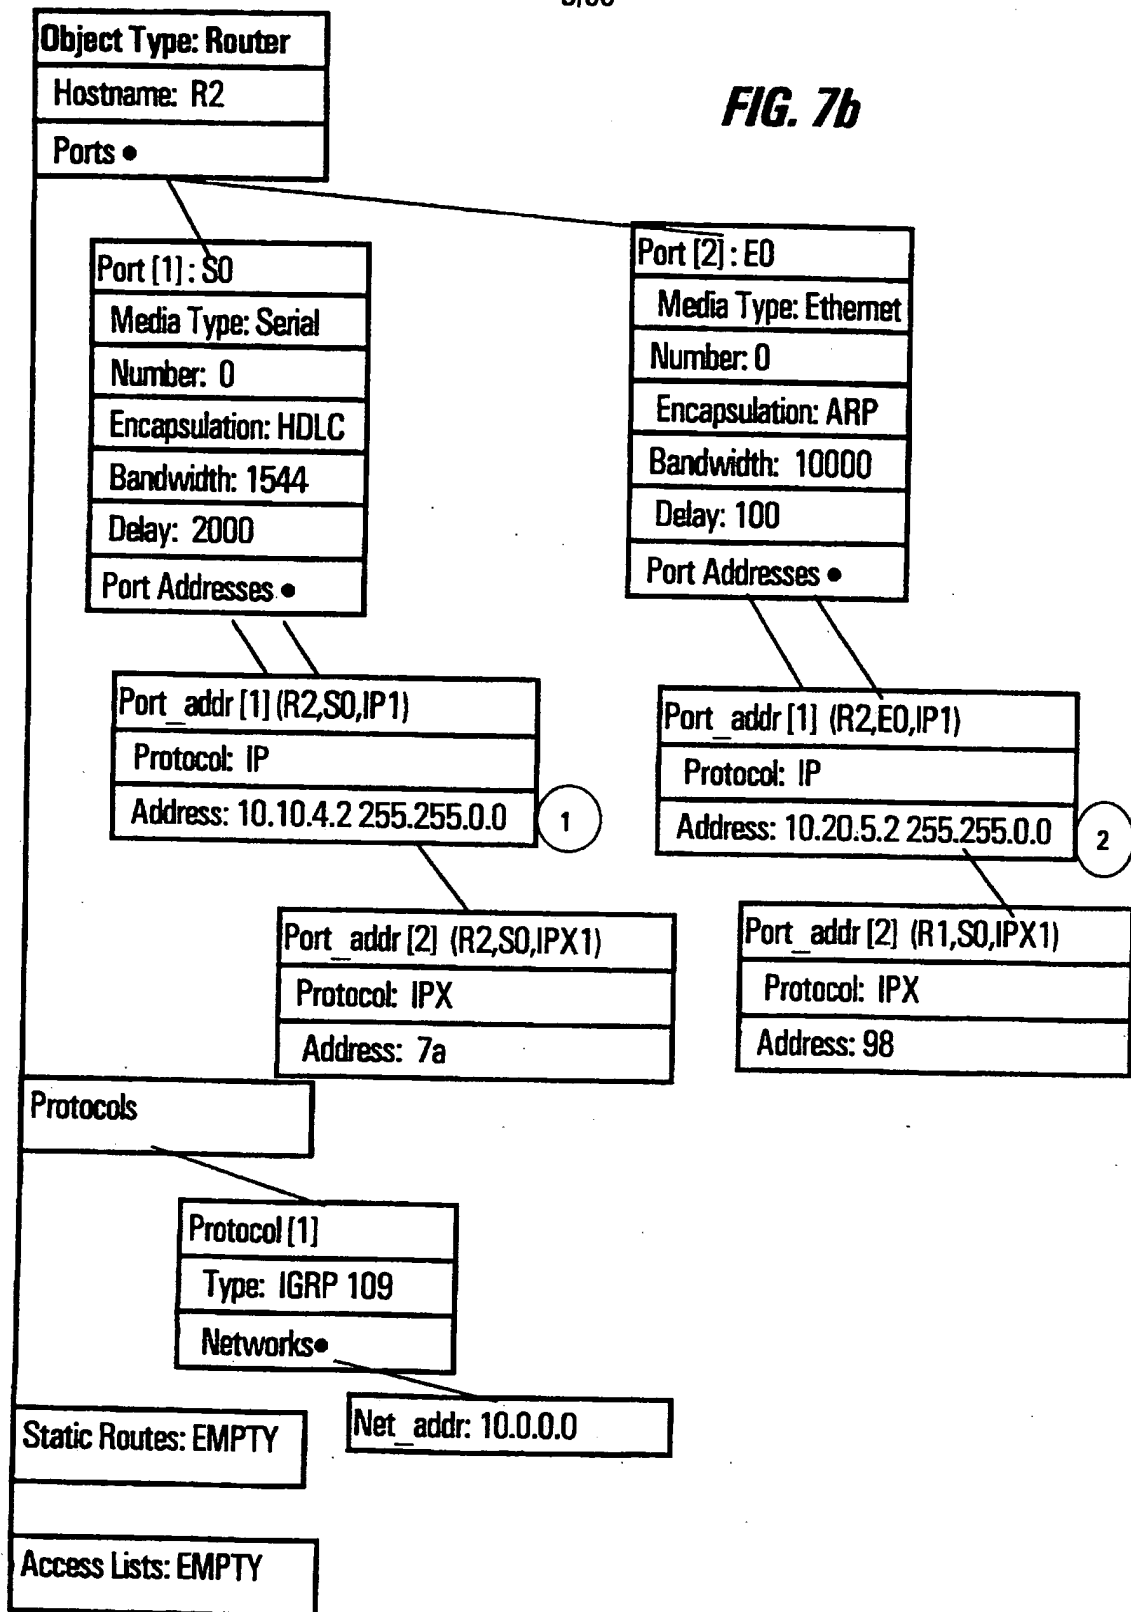 Object Type: Router
Hostname: R2
Ports
FIG. 7b
Port [1] : S0
Media Type: Serial
Number: 0
Encapsulation: HDLC
Bandwidth: 1544
Delay: 2000
Port Addresses
Port [2] : E0
Media Type: Ethernet
Number: 0
Encapsulation: ARP
Bandwidth: 10000
Delay: 100
Port Addresses
Port_addr [1] (R2,S0,IP1)
Protocol: IP
Address: 10.10.4.2 255.255.0.0
1
Port_addr [1] (R2,E0,IP1)
Protocol: IP
Address: 10.20.5.2 255.255.0.0
2
Port_addr [2] (R2,S0,IPX1)
Protocol: IPX
Address: 7a
Port_addr [2] (R1,S0,IPX1)
Protocol: IPX
Address: 98
Protocols
Protocol [1]
Type: IGRP 109
Networks
Net_addr: 10.0.0.0
Static Routes: EMPTY
Access Lists: EMPTY